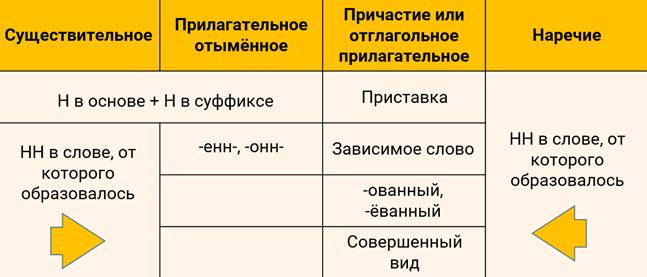 Существительное
Прилагательное
отымённое
Причастие или
отглагольное
прилагательное
Наречие
Н в основе + Н в суффиксе
Приставка
НН в слове, от
которого
образовалось
-енн-, -онн-
Зависимое слово
НН в слове, от
которого
образовалось
-ованный,
-ёванный
Совершенный
вид